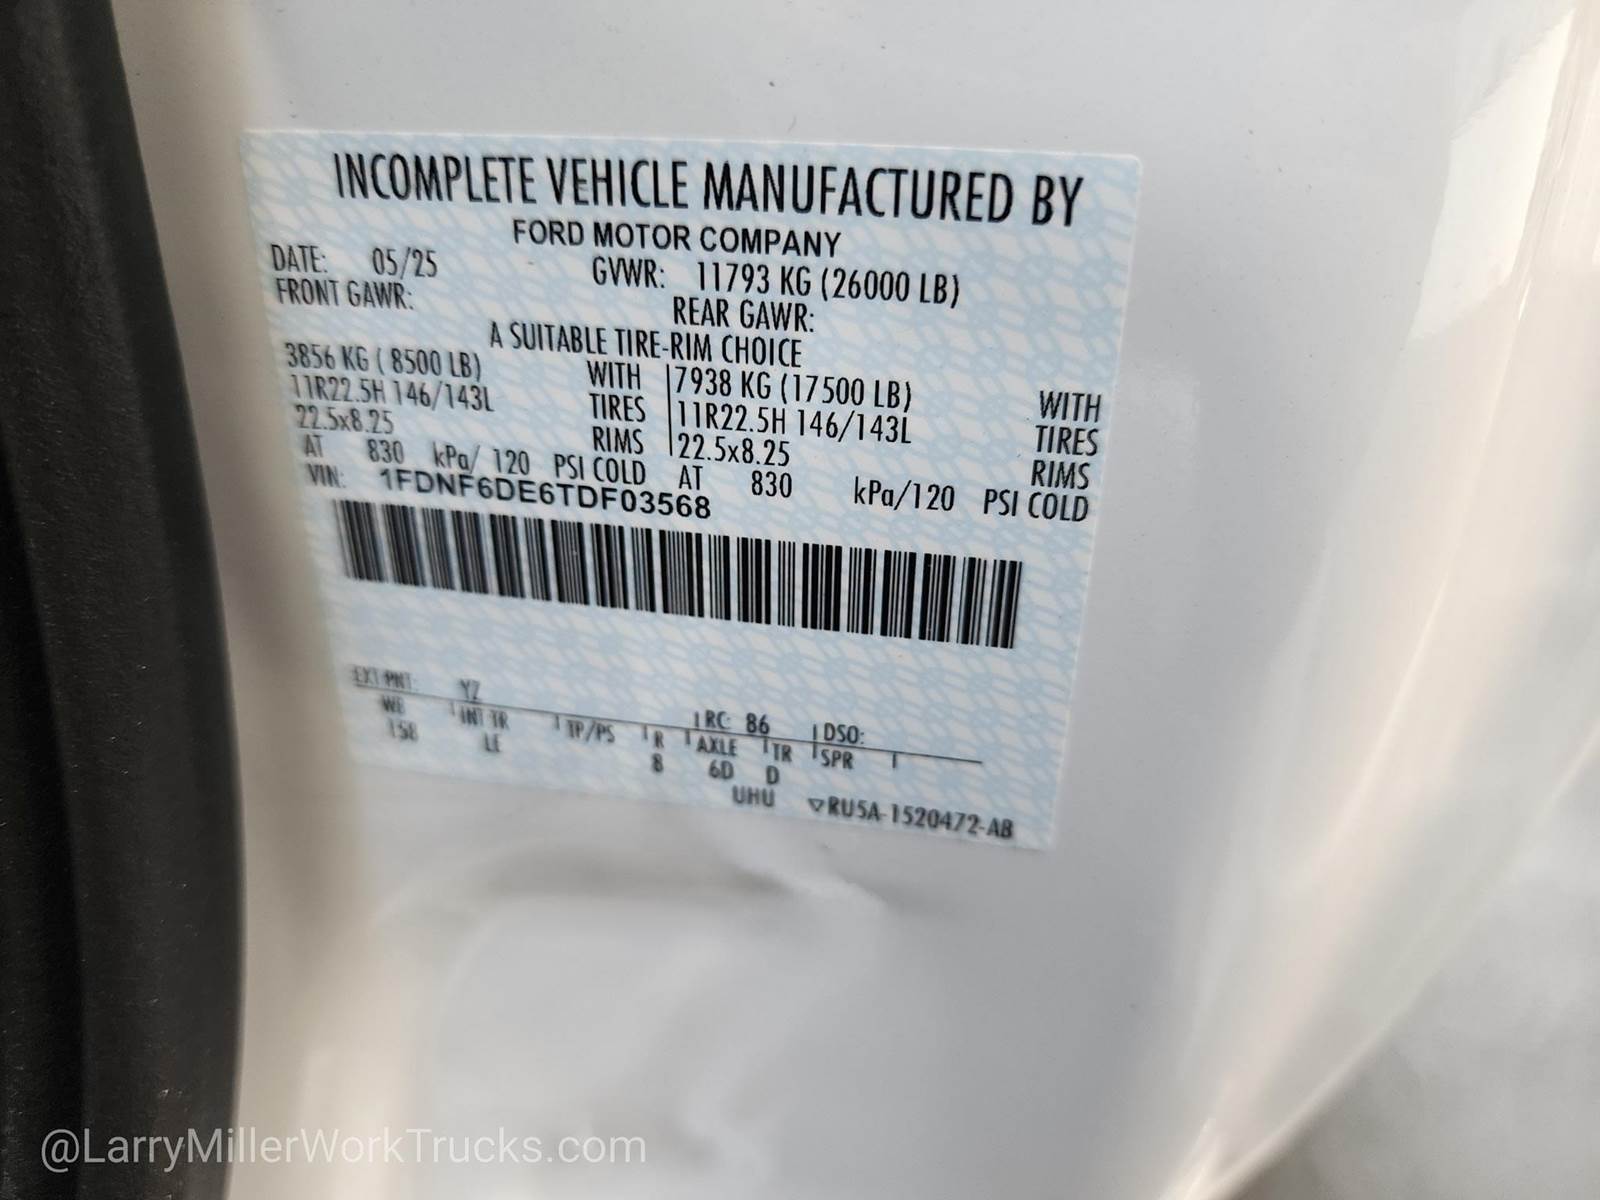 INCOMPLETE VEHICLE MANUFACTURED BY
FORD MOTOR COMPANY
DATE: 05/25 GVWR: 11793 KG (26000 LB)
FRONT GAWR: REAR GAWR:
A SUITABLE TIRE-RIM CHOICE
3856 KG ( 8500 LB) WITH 7938 KG (17500 LB) WITH
11R22.5H 146/143L TIRES 11R22.5H 146/143L TIRES
22.5x8.25 RIMS 22.5x8.25 RIMS
AT 830 kPa/ 120 PSI COLD AT 830 kPa/120 PSI COLD
VIN: 1FDNF6DE6TDF03568
EXT PNT: YZ RC: 86 DSO:
WB INT TR TP/PS R AXLE TR SPR
158 LE 8 6D D
UHU ▽RU5A-1520472-AB
@LarryMillerWorkTrucks.com